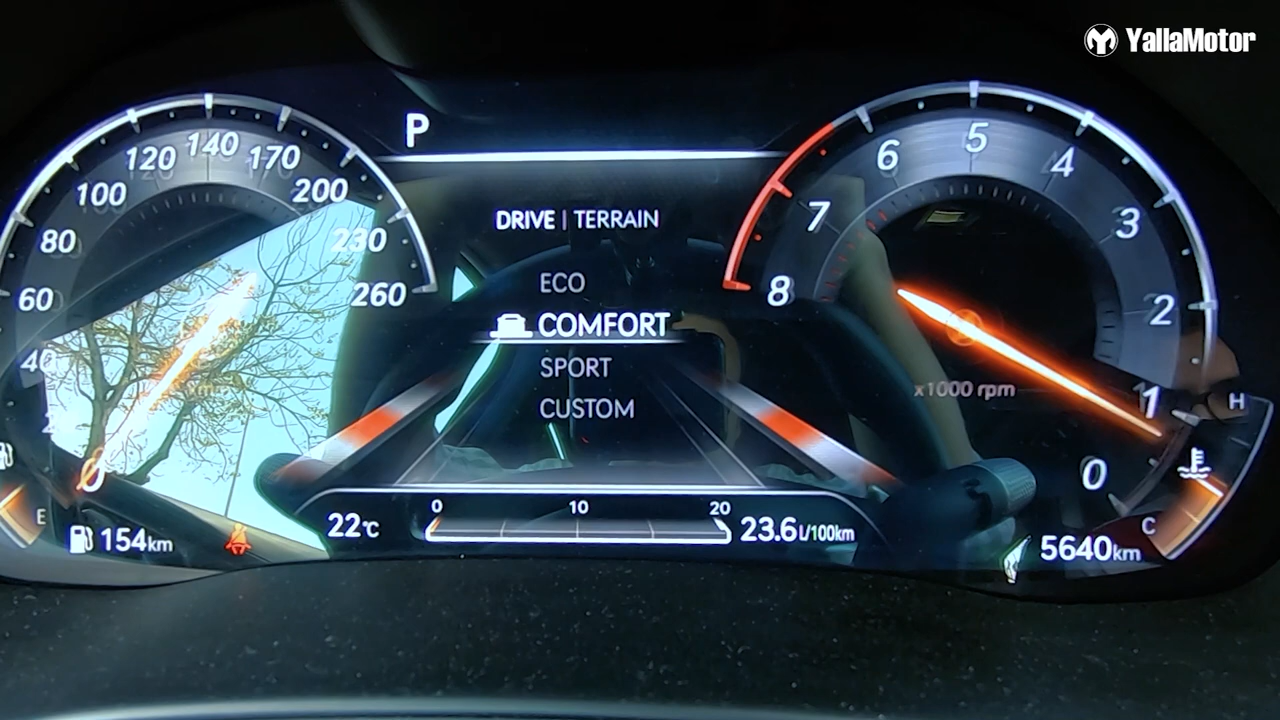 YallaMotor
P
DRIVE | TERRAIN
ECO
COMFORT
SPORT
CUSTOM
40
60
80
100
120
140
170
200
230
260
8
7
6
5
4
3
2
1
0
x1000 rpm
H
C
E
154km
22°C
0 10 20
23.6 l/100km
5640km